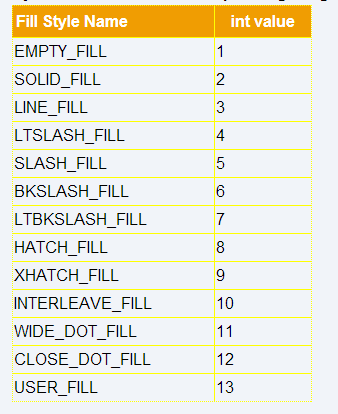 Fill Style Name int value
EMPTY_FILL 1
SOLID_FILL 2
LINE_FILL 3
LTSLASH_FILL 4
SLASH_FILL 5
BKSLASH_FILL 6
LTBKSLASH_FILL 7
HATCH_FILL 8
XHATCH_FILL 9
INTERLEAVE_FILL 10
WIDE_DOT_FILL 11
CLOSE_DOT_FILL 12
USER_FILL 13